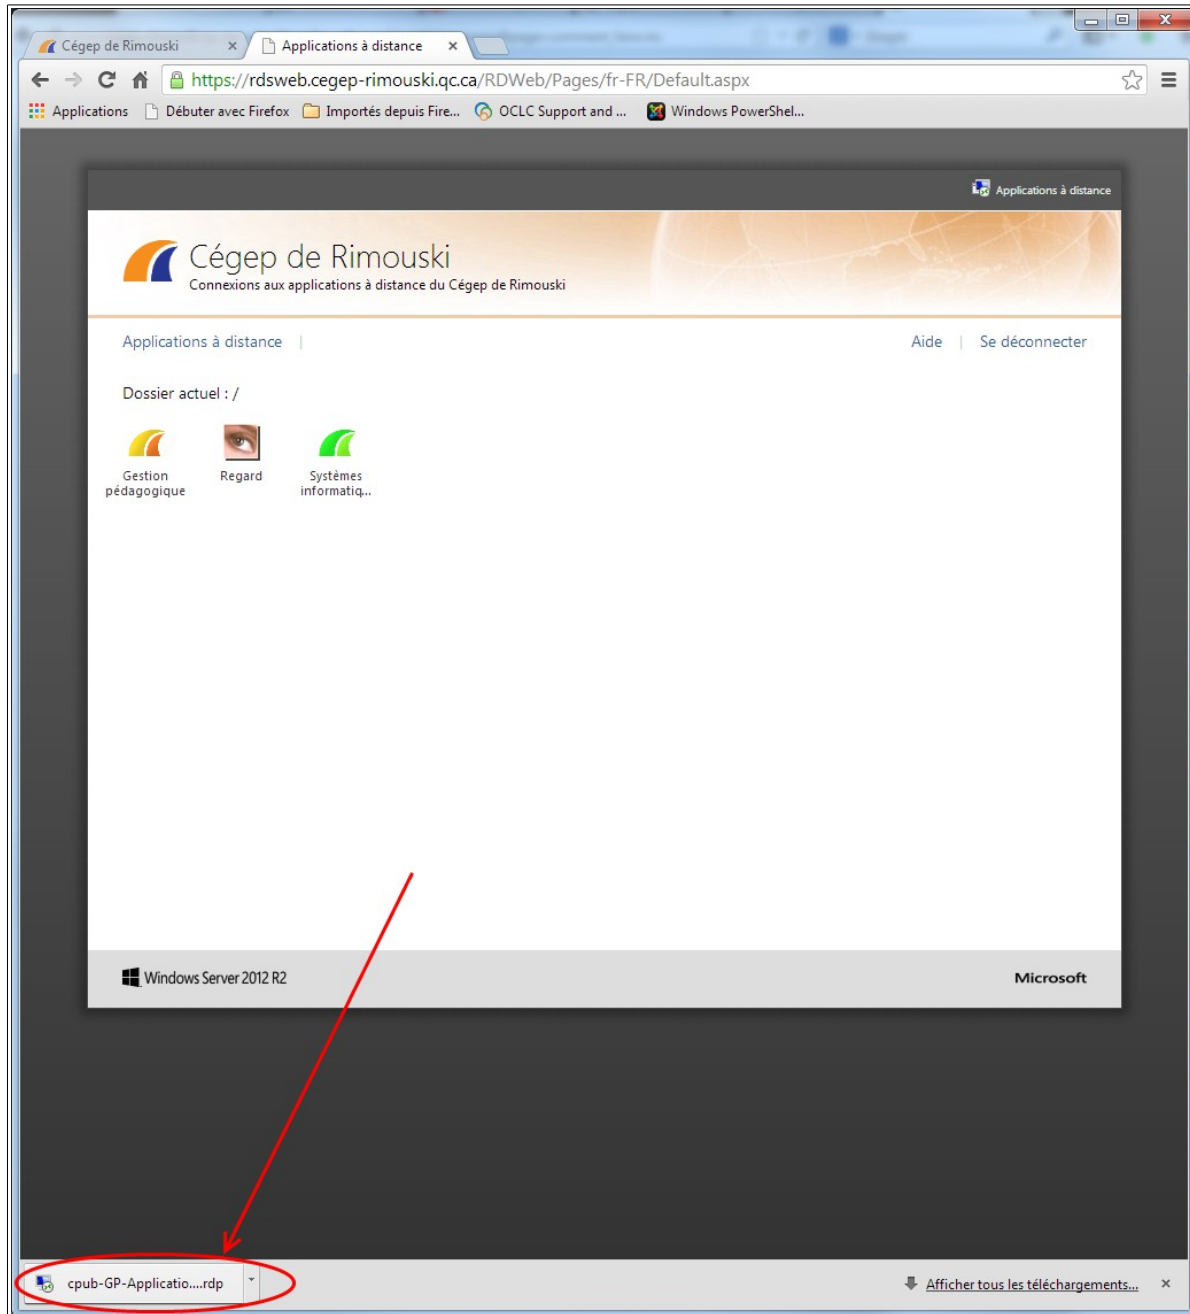 Cégep de Rimouski
Applications à distance
https://rdsweb.cegep-rimouski.qc.ca/RDWeb/Pages/fr-FR/Default.aspx
Applications Débuter avec Firefox Importés depuis Fire... OCLC Support and ... Windows PowerShel...
Applications à distance
Cégep de Rimouski
Connexions aux applications à distance du Cégep de Rimouski
Applications à distance | Aide | Se déconnecter
Dossier actuel : /
Gestion pédagogique
Regard
Systèmes informatiq...
Windows Server 2012 R2 Microsoft
cpub-GP-Applicatio....rdp Afficher tous les téléchargements...